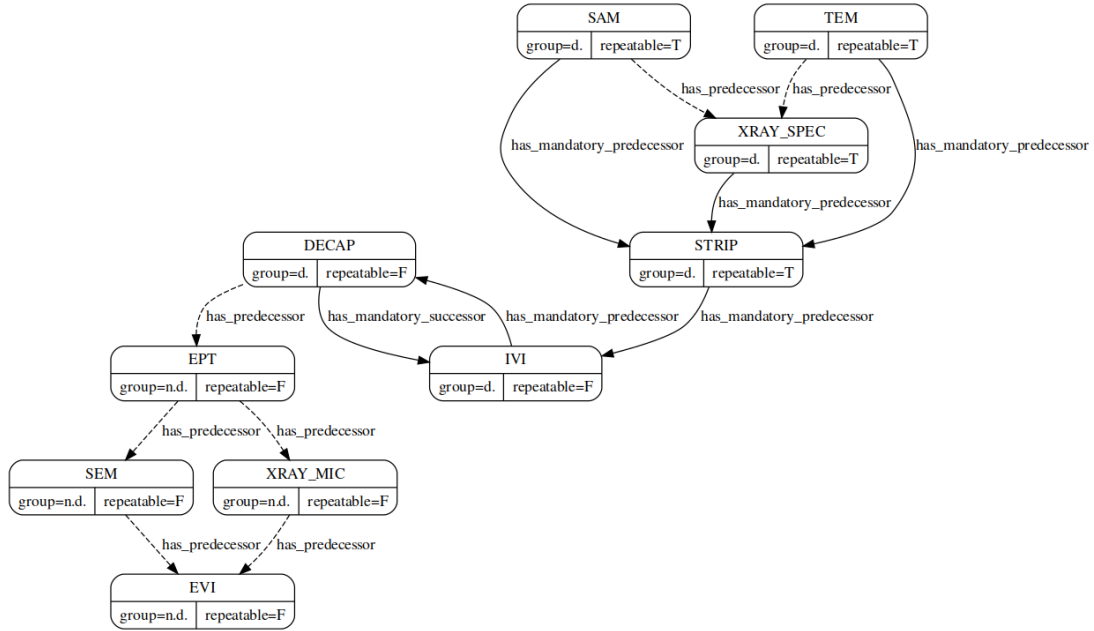 SAM
TEM
group=d. repeatable=T
group=d. repeatable=T
has_predecessor
has_predecessor
XRAY_SPEC
has_mandatory_predecessor
group=d. repeatable=T
has_mandatory_predecessor
has_mandatory_predecessor
DECAP
STRIP
group=d. repeatable=F
group=d. repeatable=T
has_predecessor
has_mandatory_successor
has_mandatory_predecessor
has_mandatory_predecessor
EPT
IVI
group=n.d. repeatable=F
group=d. repeatable=F
has_predecessor
has_predecessor
SEM
XRAY_MIC
group=n.d. repeatable=F
group=n.d. repeatable=F
has_predecessor
has_predecessor
EVI
group=n.d. repeatable=F